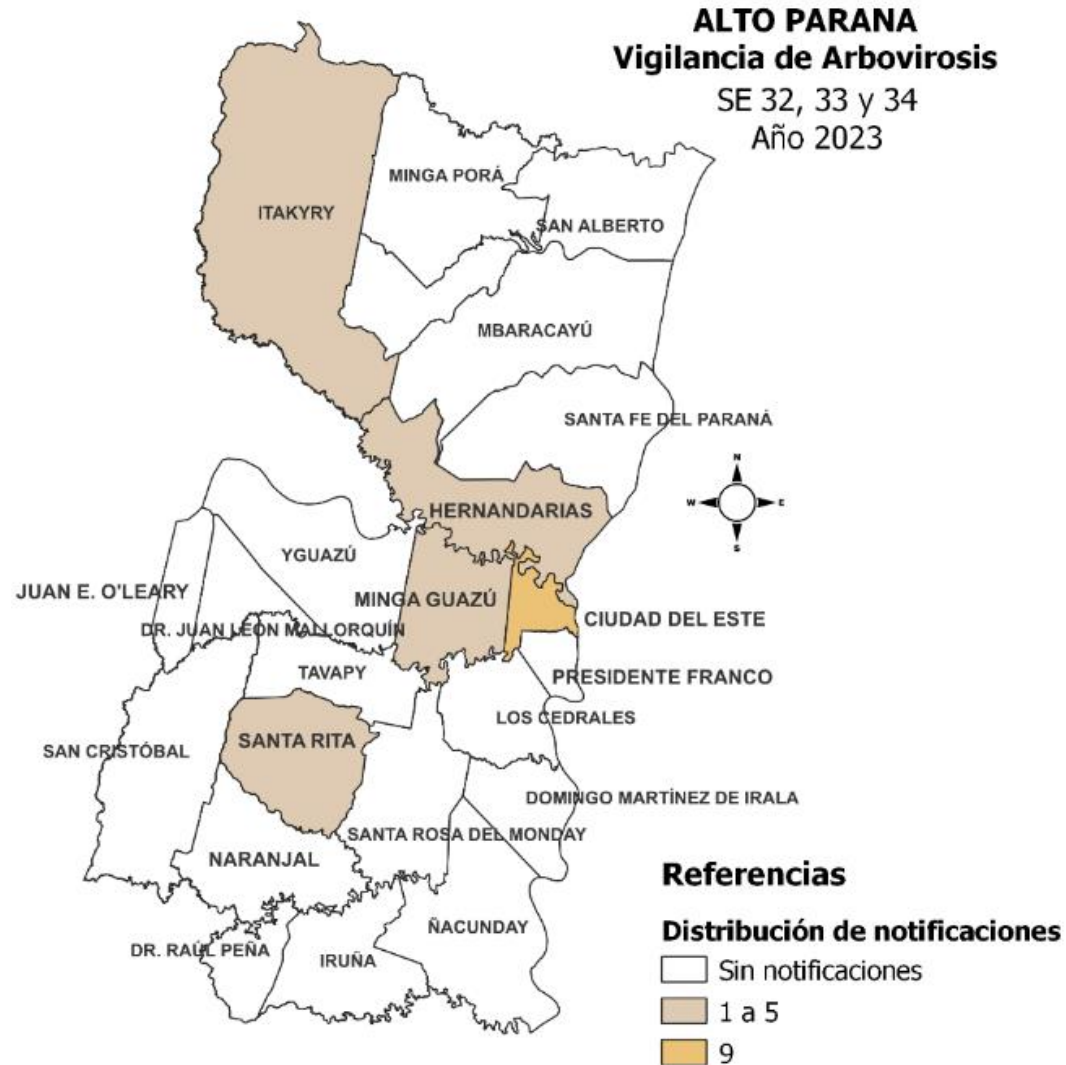 ALTO PARANA
Vigilancia de Arbovirosis
SE 32, 33 y 34
Año 2023
MINGA PORÁ
ITAKYRY
SAN ALBERTO
MBARACAYÚ
SANTA FE DEL PARANÁ
N
W
E
S
HERNANDARIAS
YGUAZÚ
JUAN E. O'LEARY
MINGA GUAZÚ
CIUDAD DEL ESTE
DR. JUAN LEÓN MALLORQUÍN
TAVAPY
PRESIDENTE FRANCO
LOS CEDRALES
SANTA RITA
SAN CRISTÓBAL
DOMINGO MARTÍNEZ DE IRALA
SANTA ROSA DEL MONDAY
NARANJAL
ÑACUNDAY
DR. RAÚL PEÑA
IRUÑA
Referencias
Distribución de notificaciones
Sin notificaciones
1 a 5
9